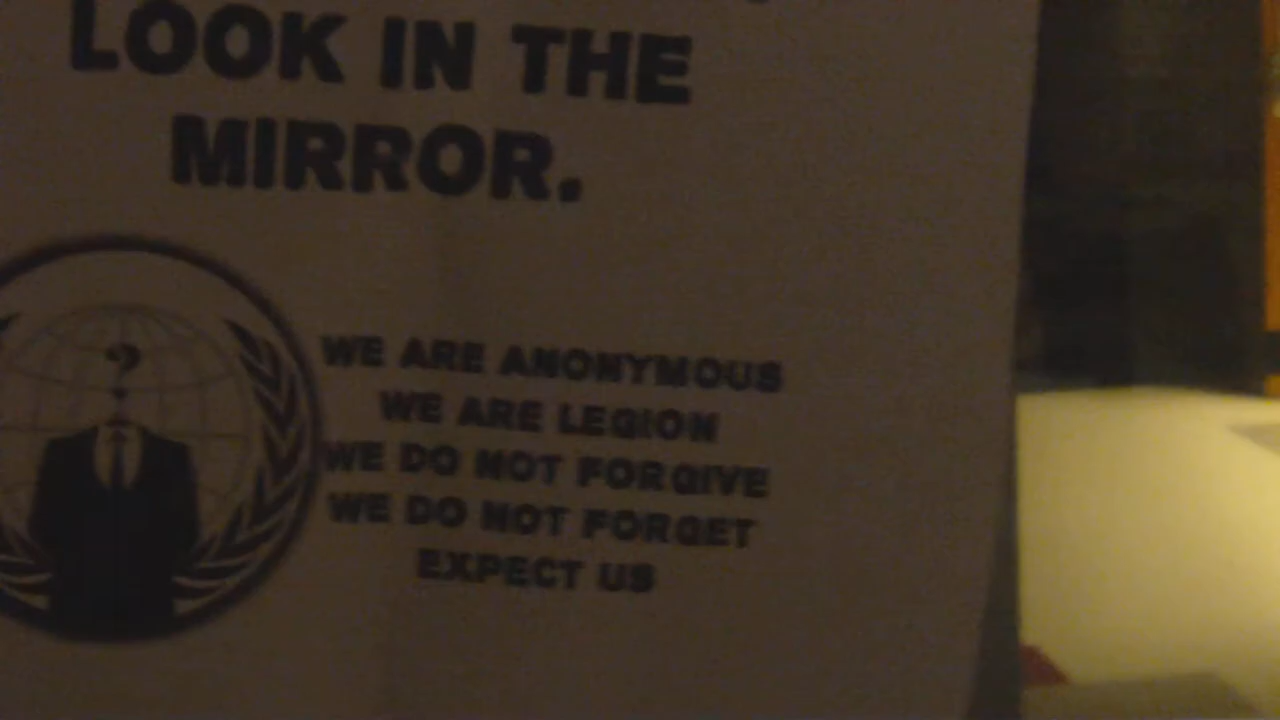 LOOK IN THE
MIRROR.
?
WE ARE ANONYMOUS
WE ARE LEGION
WE DO NOT FORGIVE
WE DO NOT FORGET
EXPECT US